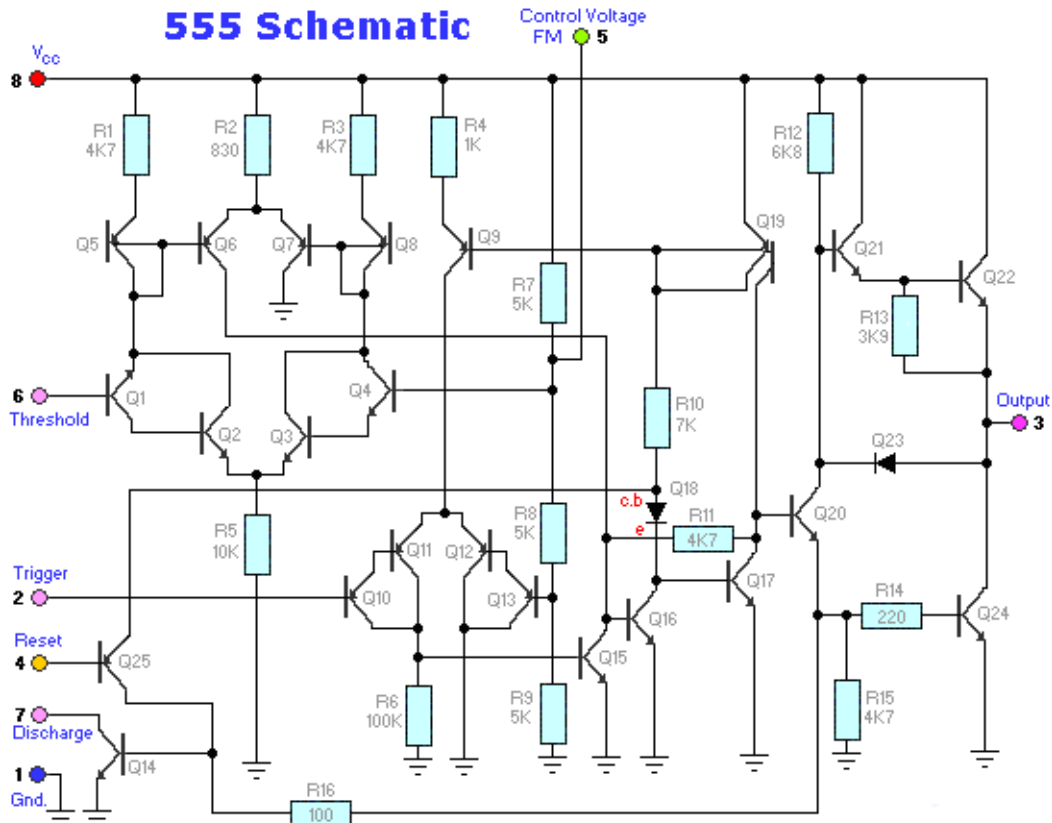 555 Schematic
Control Voltage
FM 5
Vcc
8
R1
4K7
R2
830
R3
4K7
R4
1K
R12
6K8
Q5
Q6
Q7
Q8
Q9
Q19
Q21
Q22
R7
5K
R13
3K9
6
Threshold
Q1
Q2
Q3
Q4
R10
7K
Output
3
Q23
c.b
Q18
e
R11
4K7
Q20
R5
10K
R8
5K
Q11
Q12
Trigger
2
Q10
Q13
Q17
R14
220
Q24
Reset
4
Q25
Q16
Q15
R6
100K
R9
5K
R15
4K7
7
Discharge
Q14
1
Gnd.
R16
100